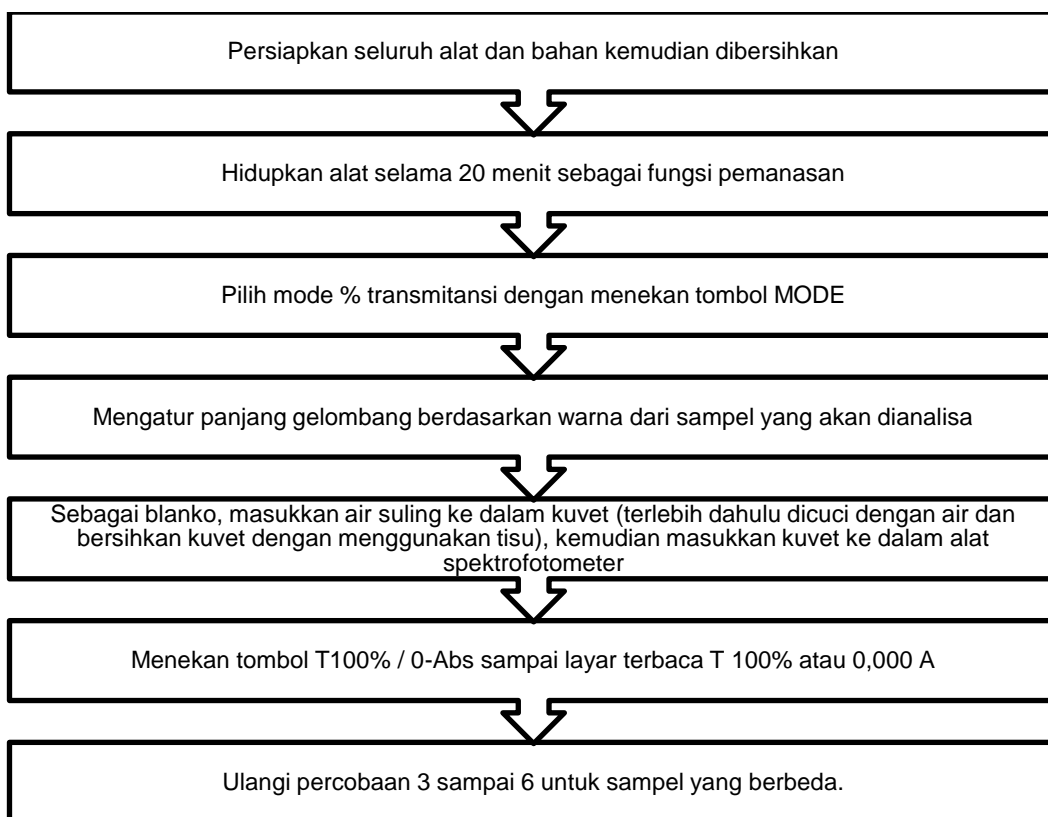 Persiapkan seluruh alat dan bahan kemudian dibersihkan
Hidupkan alat selama 20 menit sebagai fungsi pemanasan
Pilih mode % transmitansi dengan menekan tombol MODE
Mengatur panjang gelombang berdasarkan warna dari sampel yang akan dianalisa
Sebagai blanko, masukkan air suling ke dalam kuvet (terlebih dahulu dicuci dengan air dan
bersihkan kuvet dengan menggunakan tisu), kemudian masukkan kuvet ke dalam alat
spektrofotometer
Menekan tombol T100% / 0-Abs sampai layar terbaca T 100% atau 0,000 A
Ulangi percobaan 3 sampai 6 untuk sampel yang berbeda.